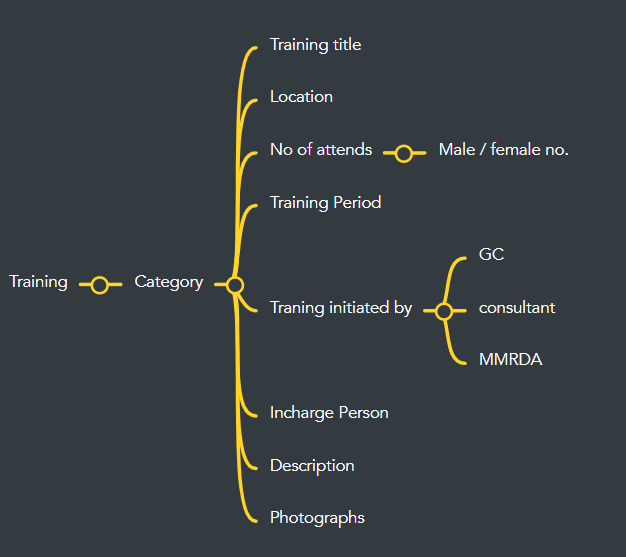 Training title
Location
No of attends
Male / female no.
Training Period
GC
Training
Category
Traning initiated by
consultant
MMRDA
Incharge Person
Description
Photographs